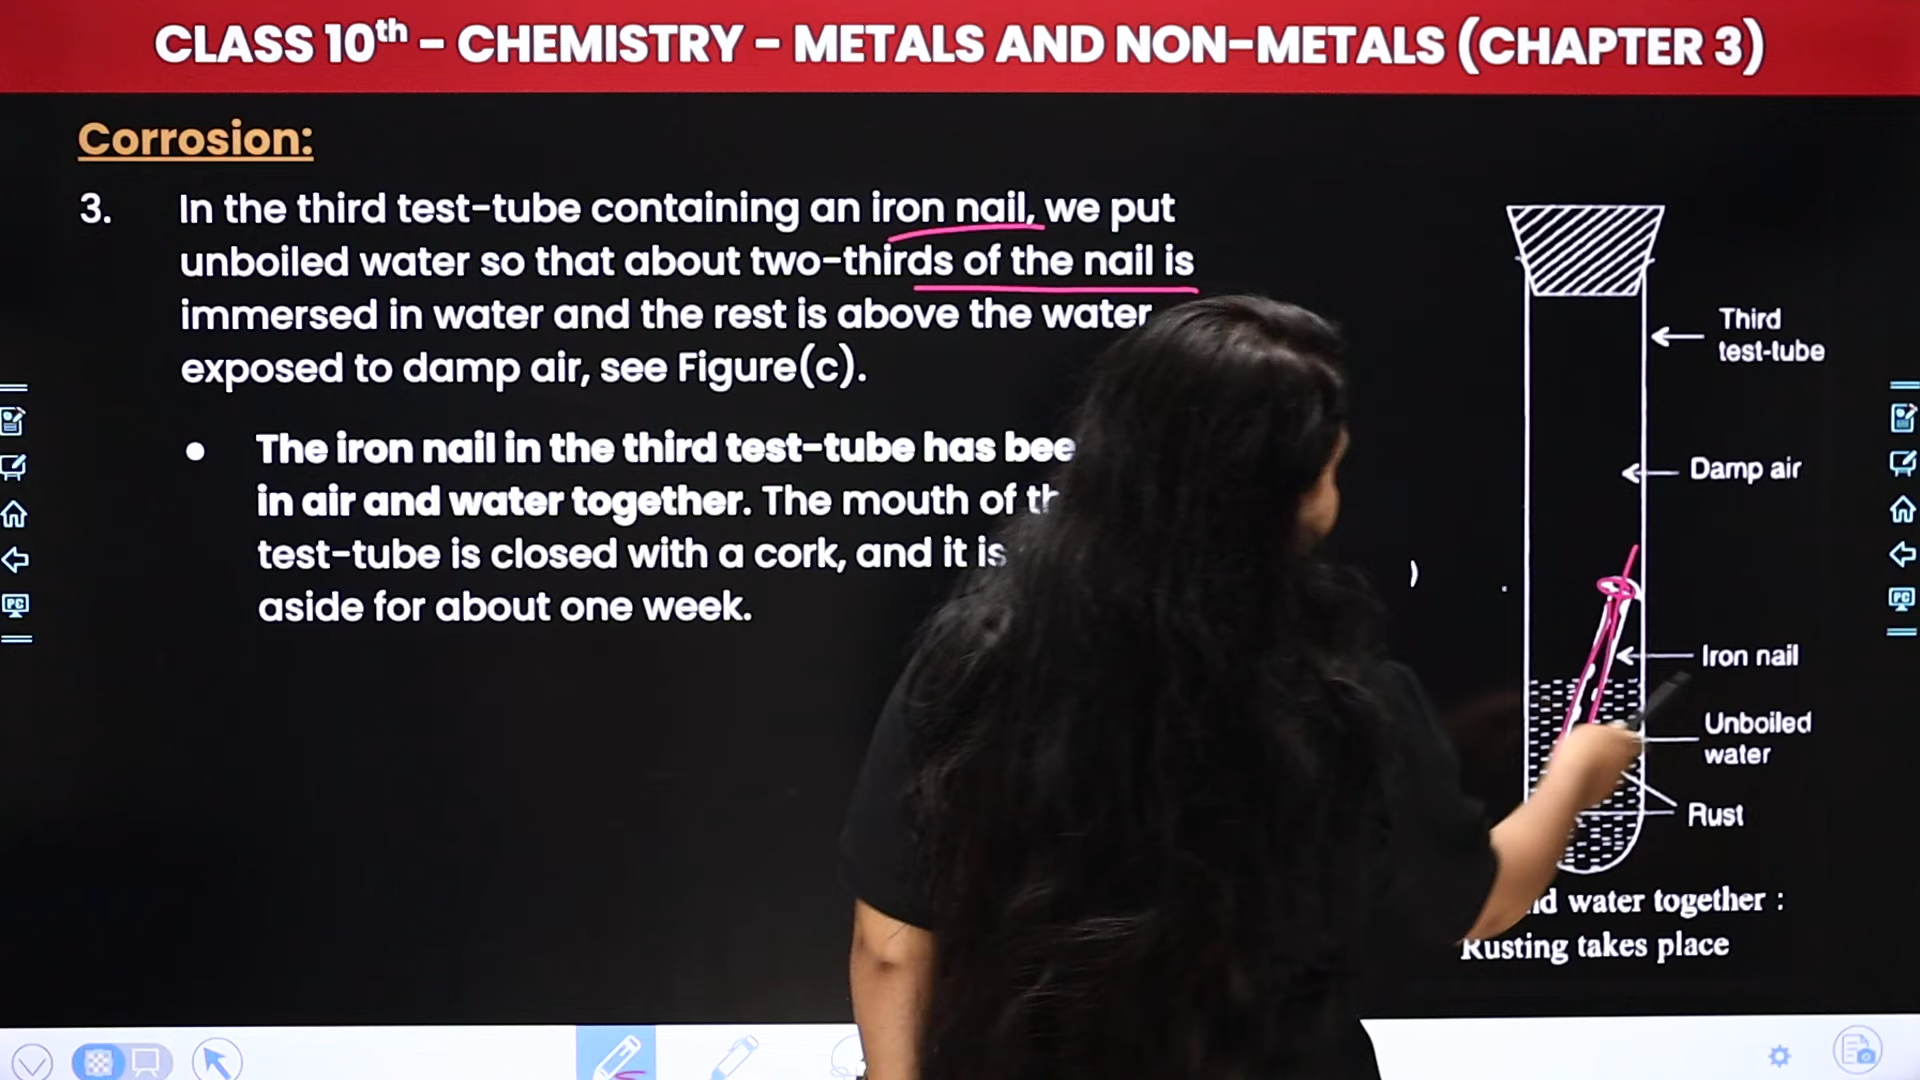 CLASS 10th – CHEMISTRY – METALS AND NON-METALS (CHAPTER 3)
Corrosion:
3. In the third test-tube containing an iron nail, we put
unboiled water so that about two-thirds of the nail is
immersed in water and the rest is above the water
exposed to damp air, see Figure(c).
● The iron nail in the third test-tube has
in air and water together. The mouth of
test-tube is closed with a cork, and it is
aside for about one week.
Third
test-tube
Damp air
Iron nail
Unboiled
water
Rust
water together :
Rusting takes place
PC
PC